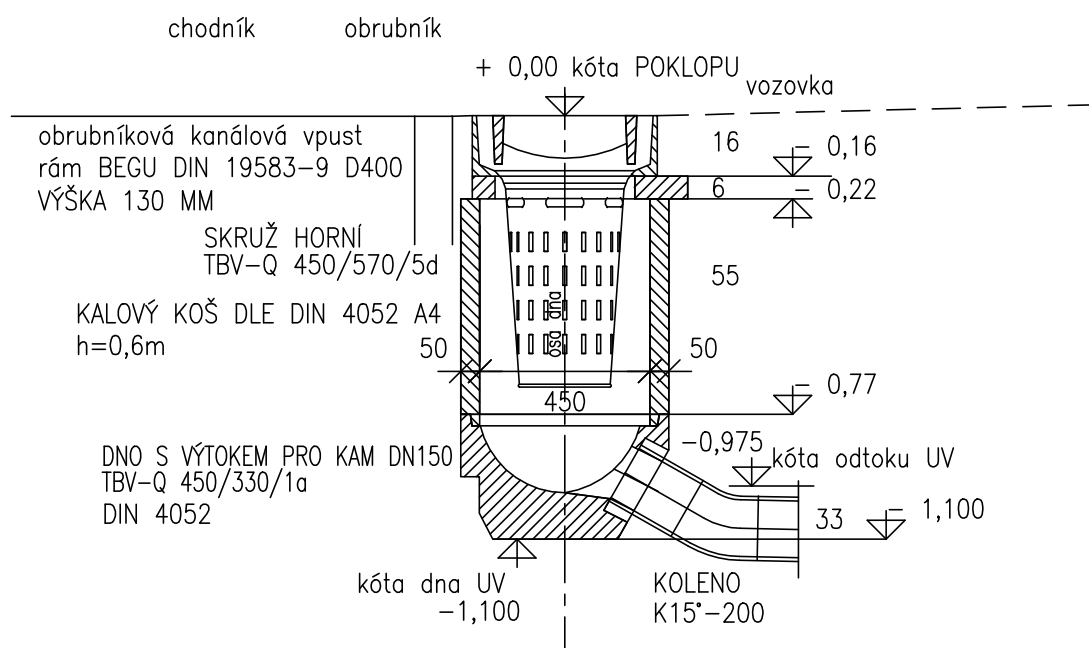 chodník obrubník
+ 0,00 kóta POKLOPU
vozovka
obrubníková kanálová vpust
rám BEGU DIN 19583-9 D400
VÝŠKA 130 MM
16
- 0,16
6
- 0,22
SKRUŽ HORNÍ
TBV-Q 450/570/5d
55
KALOVÝ KOŠ DLE DIN 4052 A4
h=0,6m
osa dna
50
50
450
- 0,77
DNO S VÝTOKEM PRO KAM DN150
TBV-Q 450/330/1a
DIN 4052
-0,975
kóta odtoku UV
33
- 1,100
kóta dna UV
-1,100
KOLENO
K15°-200